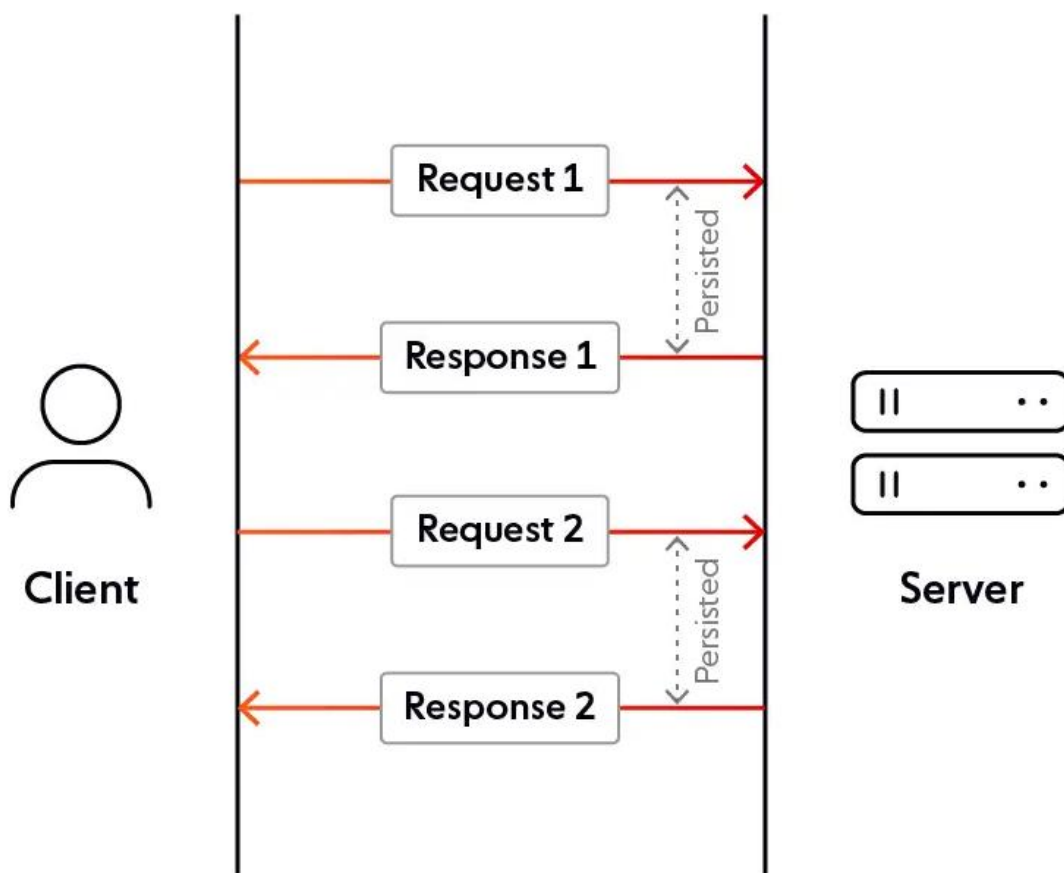 Request 1
Persisted
Response 1
Request 2
Client
Server
Persisted
Response 2